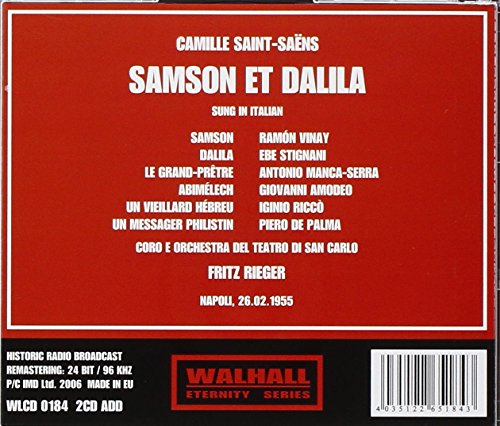 CAMILLE SAINT-SAËNS
SAMSON ET DALILA
SUNG IN ITALIAN
SAMSON RAMÓN VINAY
DALILA EBE STIGNANI
LE GRAND-PRÊTRE ANTONIO MANCA-SERRA
ABIMÉLECH GIOVANNI AMODEO
UN VIEILLARD HÉBREU IGINIO RICCÒ
UN MESSAGER PHILISTIN PIERO DE PALMA
CORO E ORCHESTRA DEL TEATRO DI SAN CARLO
FRITZ RIEGER
NAPOLI, 26.02.1955
HISTORIC RADIO BROADCAST
REMASTERING: 24 BIT / 96 KHZ
P/C IMD Ltd. 2006 MADE IN EU
WLCD 0184 2CD ADD
WALHALL
ETERNITY SERIES
4 035122 651843